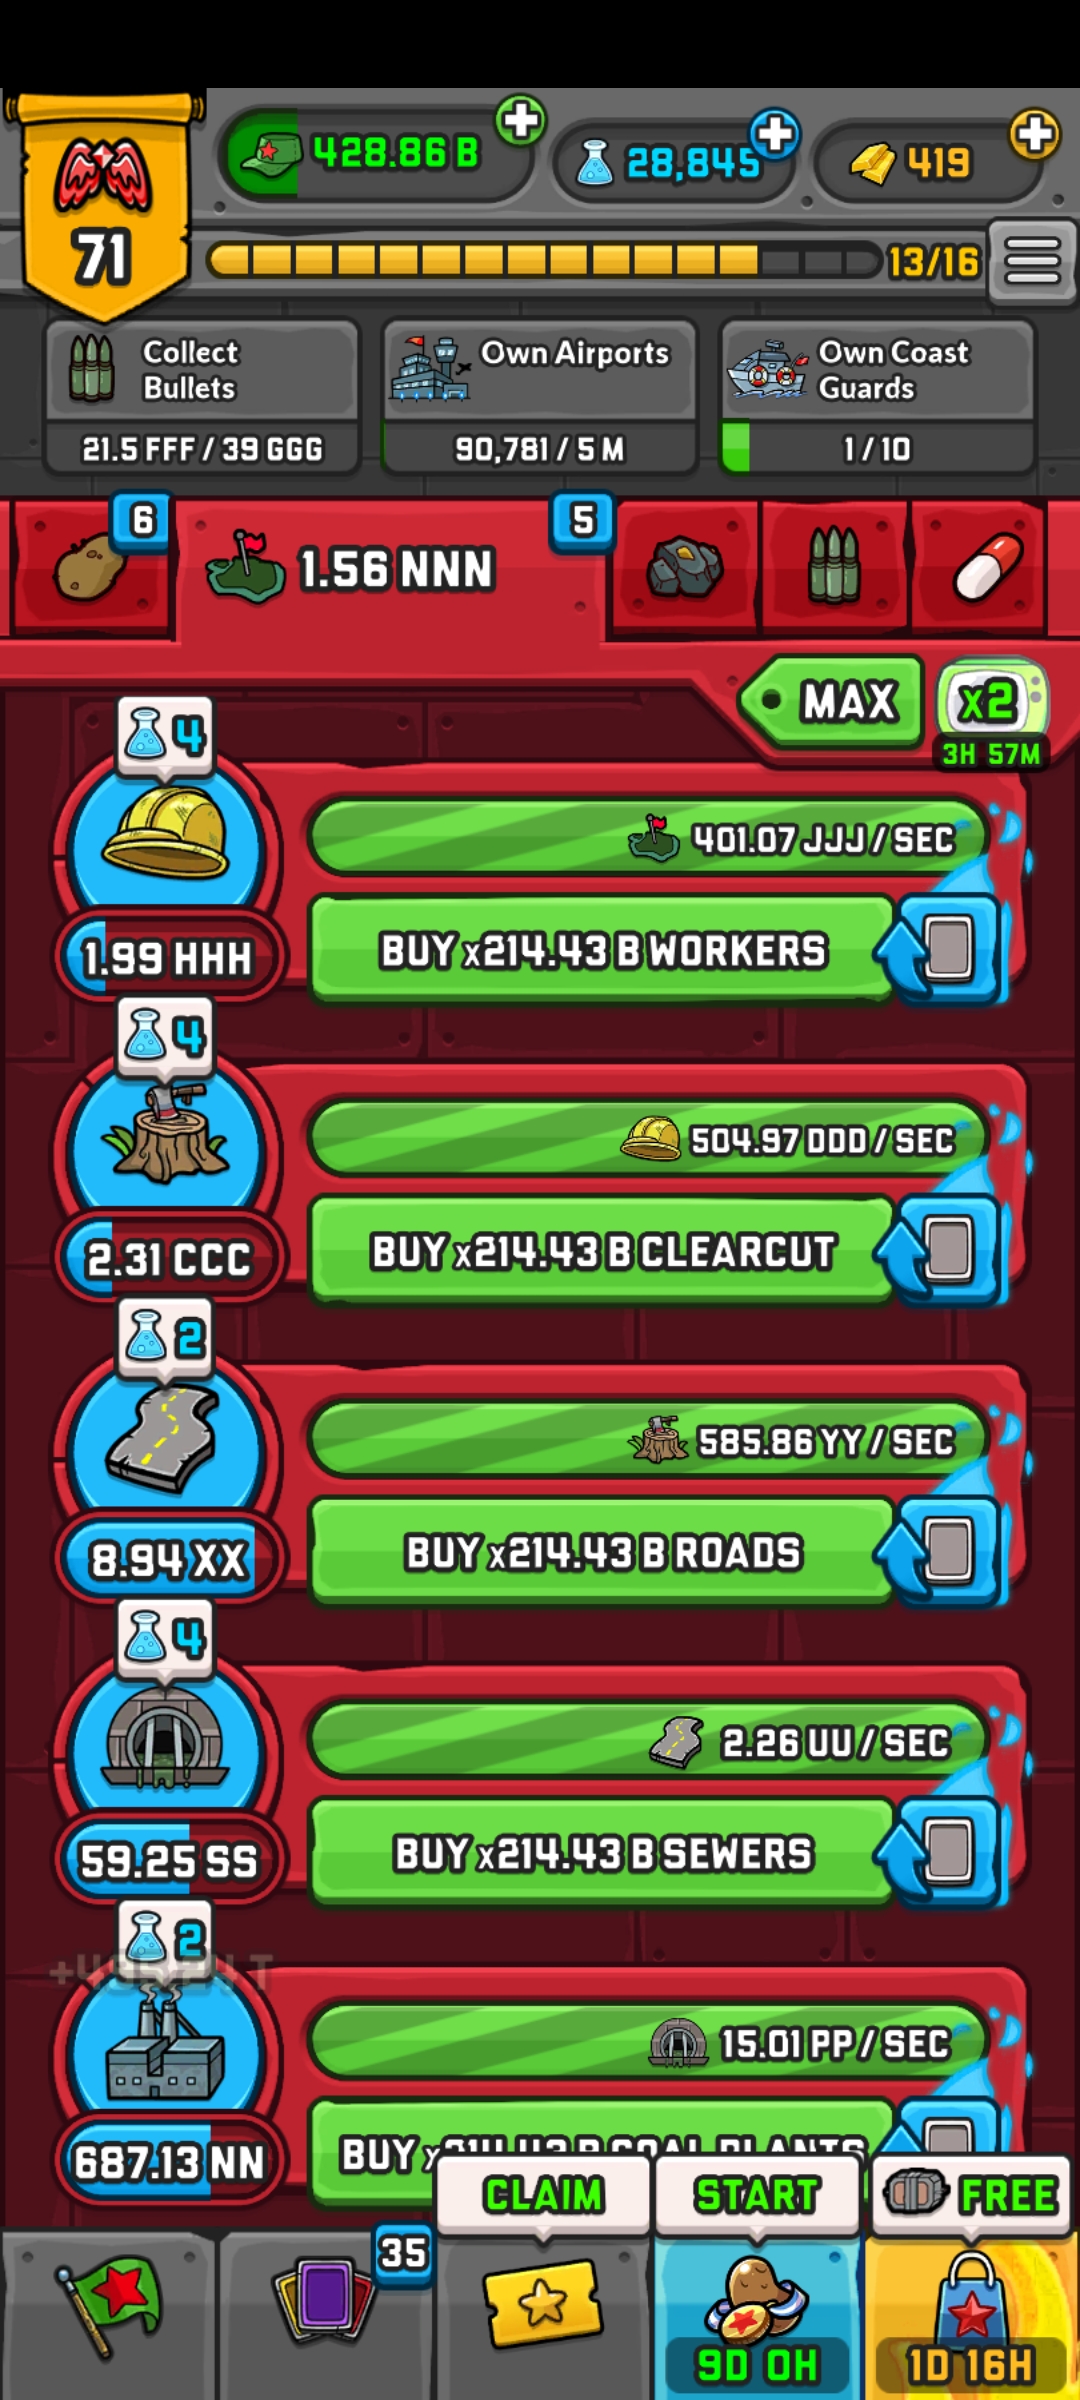 428.86 B
28,845
419
71
13/16
Collect
Bullets
Own Airports
Own Coast
Guards
21.5 FFF / 39 GGG
90,781 / 5 M
1 / 10
6
1.56 NNN
5
MAX
x2
3H 57M
4
401.07 JJJ / SEC
BUY x214.43 B WORKERS
1.99 HHH
4
504.97 DDD / SEC
BUY x214.43 B CLEARCUT
2.31 CCC
2
585.86 YY / SEC
BUY x214.43 B ROADS
8.94 XX
4
2.26 UU / SEC
BUY x214.43 B SEWERS
59.25 SS
2
15.01 PP / SEC
BUY x214.43 B COAL PLANTS
687.13 NN
CLAIM
START
FREE
35
9D 0H
1D 16H